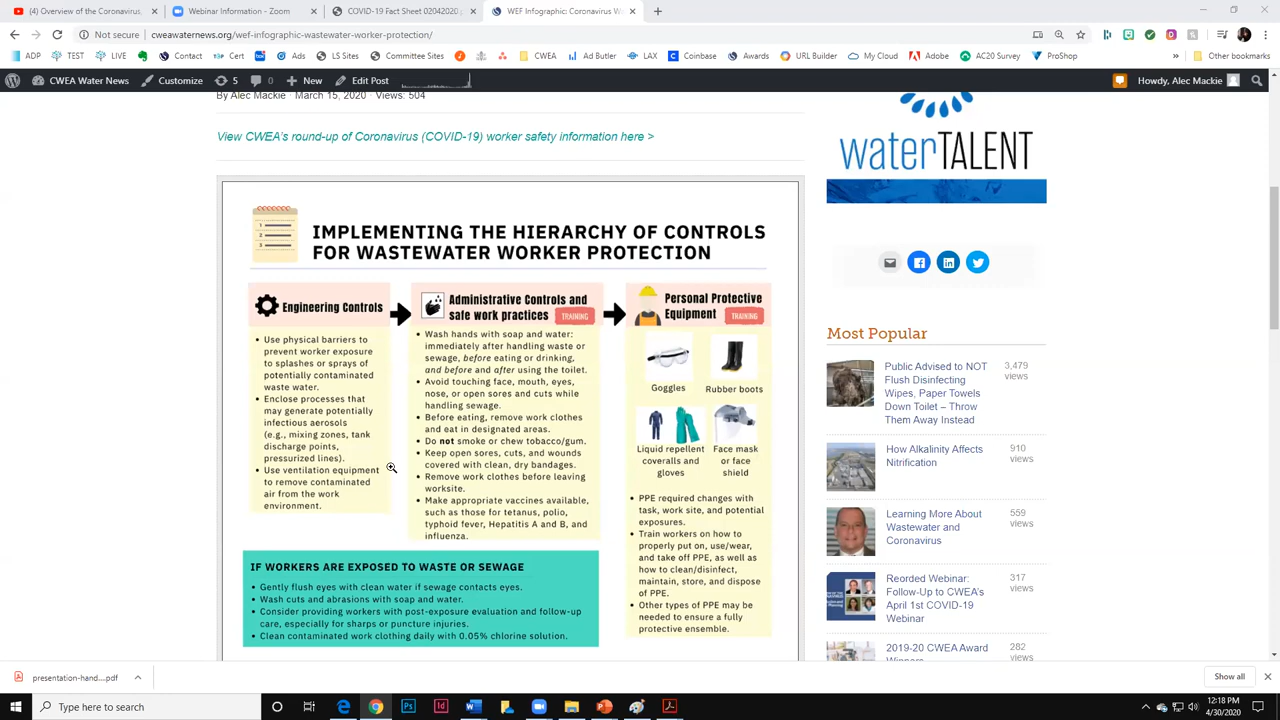 (4) Overview of the Coronavirus
Webinar Information - Zoom
COVID-19 Fact Sheet 02042020
WEF Infographic: Coronavirus W
Not secure | cweawaternews.org/wef-infographic-wastewater-worker-protection/
ADP TEST LIVE Contact Cert Ads LS Sites Committee Sites CWEA Ad Butler LAX Coinbase Awards URL Builder My Cloud Adobe AC20 Survey ProShop » Other bookmarks
CWEA Water News Customize 5 0 New Edit Post Howdy, Alec Mackie
By Alec Mackie · March 15, 2020 · Views: 504
View CWEA's round-up of Coronavirus (COVID-19) worker safety information here >
IMPLEMENTING THE HIERARCHY OF CONTROLS
FOR WASTEWATER WORKER PROTECTION
Engineering Controls
• Use physical barriers to
prevent worker exposure
to splashes or sprays of
potentially contaminated
waste water.
• Enclose processes that
may generate potentially
infectious aerosols
(e.g., mixing zones, tank
discharge points,
pressurized lines).
• Use ventilation equipment
to remove contaminated
air from the work
environment.
Administrative Controls and
safe work practices
TRAINING
• Wash hands with soap and water:
immediately after handling waste or
sewage, before eating or drinking,
and before and after using the toilet.
• Avoid touching face, mouth, eyes,
nose, or open sores and cuts while
handling sewage.
• Before eating, remove work clothes
and eat in designated areas.
• Do not smoke or chew tobacco/gum.
• Keep open sores, cuts, and wounds
covered with clean, dry bandages.
• Remove work clothes before leaving
worksite.
• Make appropriate vaccines available,
such as those for tetanus, polio,
typhoid fever, Hepatitis A and B, and
influenza.
Personal Protective
Equipment
TRAINING
Goggles
Rubber boots
Liquid repellent
coveralls and
gloves
Face mask
or face
shield
• PPE required changes with
task, work site, and potential
exposures.
• Train workers on how to
properly put on, use/wear,
and take off PPE, as well as
how to clean/disinfect,
maintain, store, and dispose
of PPE.
• Other types of PPE may be
needed to ensure a fully
protective ensemble.
IF WORKERS ARE EXPOSED TO WASTE OR SEWAGE
• Gently flush eyes with clean water if sewage contacts eyes.
• Wash cuts and abrasions with soap and water.
• Consider providing workers with post-exposure evaluation and follow-up
care, especially for sharps or puncture injuries.
• Clean contaminated work clothing daily with 0.05% chlorine solution.
waterTALENT
Most Popular
Public Advised to NOT
Flush Disinfecting
Wipes, Paper Towels
Down Toilet – Throw
Them Away Instead
3,479
views
How Alkalinity Affects
Nitrification
910
views
Learning More About
Wastewater and
Coronavirus
559
views
Reorded Webinar:
Follow-Up to CWEA's
April 1st COVID-19
Webinar
317
views
2019-20 CWEA Award
Winners
282
views
presentation-hand....pdf
Show all
Type here to search
12:18 PM
4/30/2020